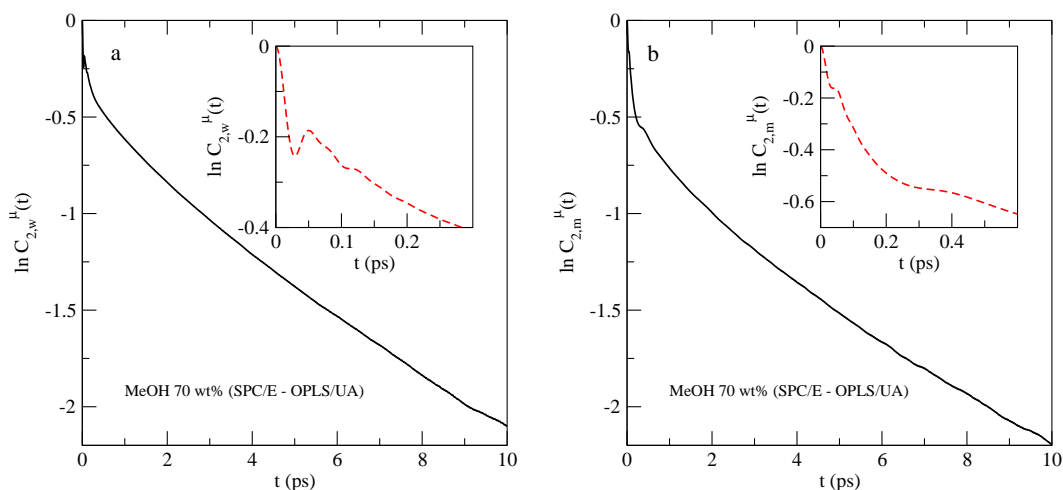 a
ln C2,w^μ(t)
0
-0.5
-1
-1.5
-2
0 2 4 6 8 10
t (ps)
MeOH 70 wt% (SPC/E - OPLS/UA)
ln C2,w^μ(t)
0
-0.2
-0.4
0 0.1 0.2
t (ps)
b
ln C2,m^μ(t)
0
-0.5
-1
-1.5
-2
0 2 4 6 8 10
t (ps)
MeOH 70 wt% (SPC/E - OPLS/UA)
ln C2,m^μ(t)
0
-0.2
-0.4
-0.6
0 0.4
t (ps)